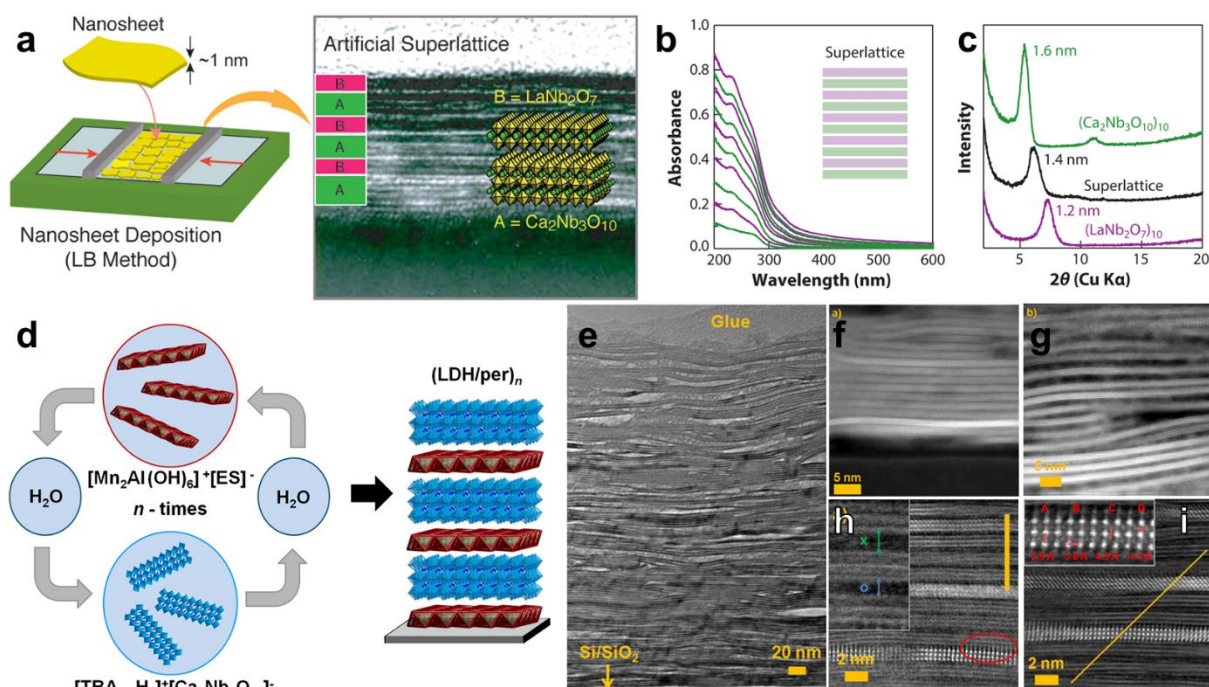 a
Nanosheet
~1 nm
Nanosheet Deposition
(LB Method)
Artificial Superlattice
B
A
B
A
B
A
B = LaNb₂O₇
A = Ca₂Nb₃O₁₀
b
Absorbance
1.0
0.8
0.6
0.4
0.2
0.0
Superlattice
200 300 400 500 600
Wavelength (nm)
c
Intensity
1.6 nm
(Ca₂Nb₃O₁₀)₁₀
1.4 nm
Superlattice
1.2 nm
(LaNb₂O₇)₁₀
5 10 15 20
2θ (Cu Kα)
d
[Mn₂Al(OH)₆]⁺[ES]⁻
H₂O
n - times
H₂O
(LDH/per)ₙ
e
Glue
Si/SiO₂
20 nm
a)
f
5 nm
b)
g
5 nm
h
x
o
2 nm
A B C D
i
2 nm